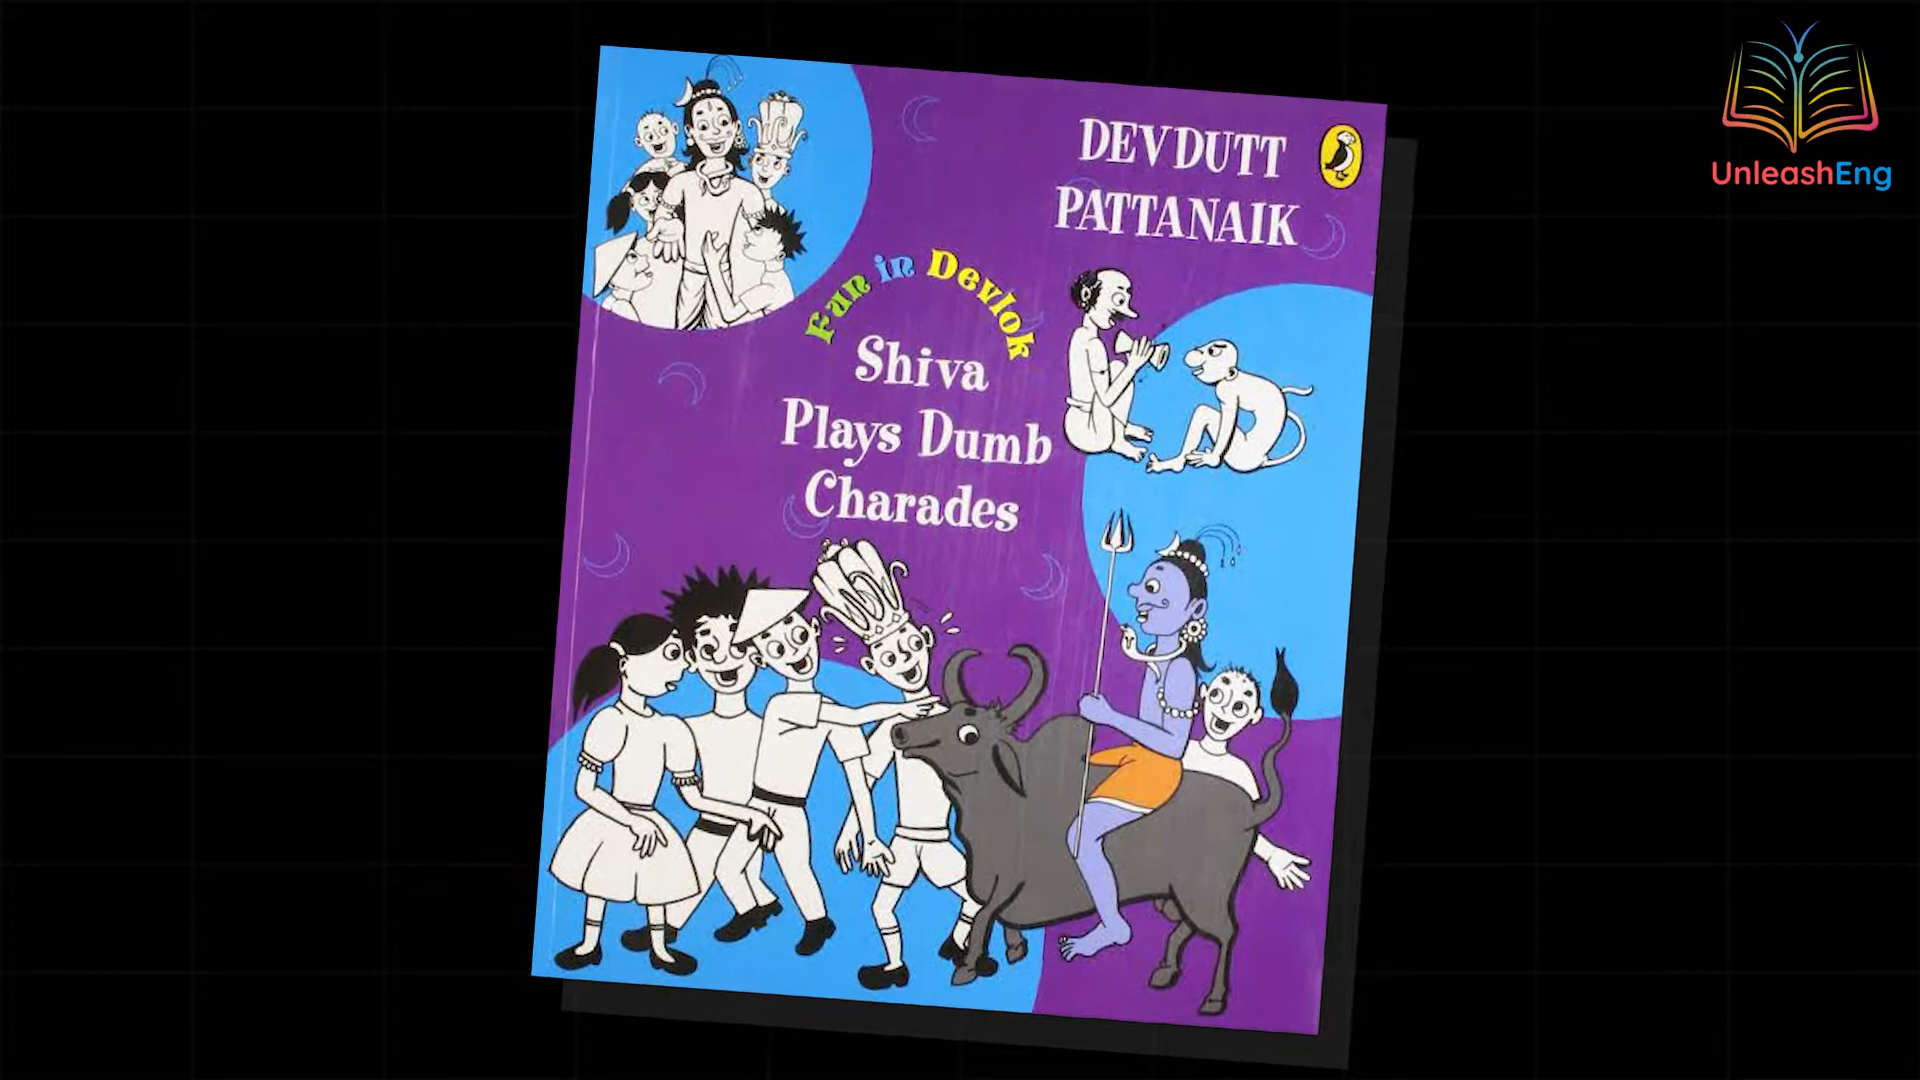 DEVDUTT
PATTANAIK
Fun in Devlok
Shiva
Plays Dumb
Charades
UnleashEng